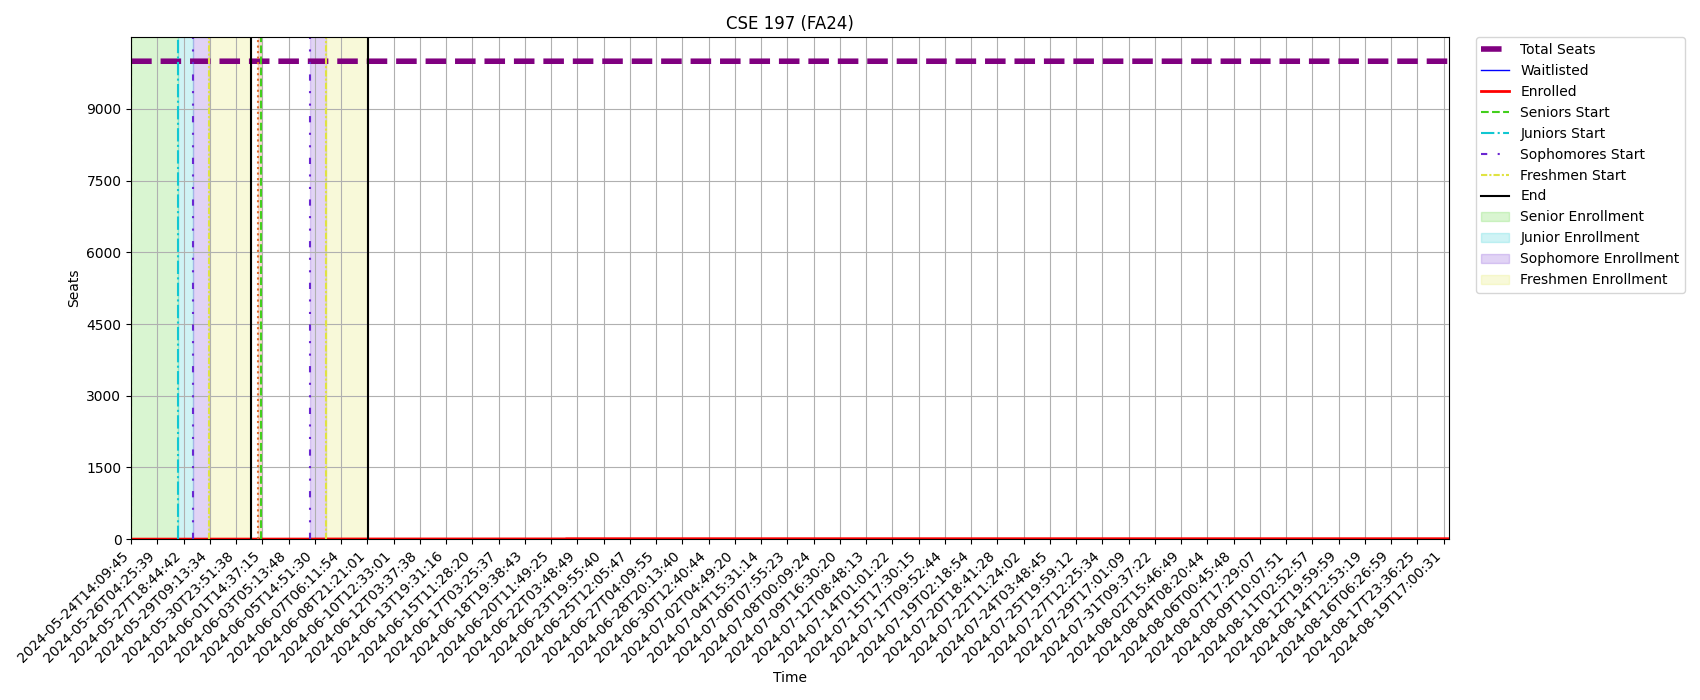 CSE 197 (FA24)
Seats
9000
7500
6000
4500
3000
1500
0
2024-05-24T14:09:45
2024-05-26T04:25:39
2024-05-27T18:44:42
2024-05-29T09:13:34
2024-05-30T23:51:38
2024-06-01T14:37:15
2024-06-03T05:13:48
2024-06-05T14:51:30
2024-06-07T06:11:54
2024-06-08T21:21:01
2024-06-10T12:33:01
2024-06-12T03:37:38
2024-06-13T19:31:16
2024-06-15T11:28:20
2024-06-17T03:25:37
2024-06-18T19:38:43
2024-06-20T11:49:25
2024-06-22T03:48:49
2024-06-23T19:55:40
2024-06-25T12:05:47
2024-06-27T04:09:55
2024-06-28T20:13:40
2024-06-30T12:40:44
2024-07-02T04:49:20
2024-07-04T15:31:14
2024-07-06T07:55:23
2024-07-08T00:09:24
2024-07-09T16:30:20
2024-07-12T08:48:13
2024-07-14T01:01:22
2024-07-15T17:30:15
2024-07-17T09:52:44
2024-07-19T02:18:54
2024-07-20T18:41:28
2024-07-22T11:24:02
2024-07-24T03:48:45
2024-07-25T19:59:12
2024-07-27T12:25:34
2024-07-29T17:01:09
2024-07-31T09:37:22
2024-08-02T15:46:49
2024-08-04T08:20:44
2024-08-06T00:45:48
2024-08-07T17:29:07
2024-08-09T10:07:51
2024-08-11T02:52:57
2024-08-12T19:59:59
2024-08-14T12:53:19
2024-08-16T06:26:59
2024-08-17T23:36:25
2024-08-19T17:00:31
Time
Total Seats
Waitlisted
Enrolled
Seniors Start
Juniors Start
Sophomores Start
Freshmen Start
End
Senior Enrollment
Junior Enrollment
Sophomore Enrollment
Freshmen Enrollment